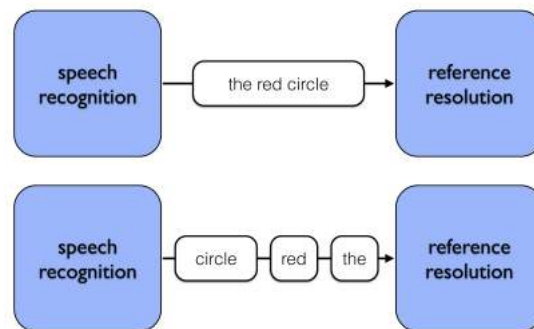 speech
recognition
the red circle
reference
resolution
speech
recognition
circle red the
reference
resolution